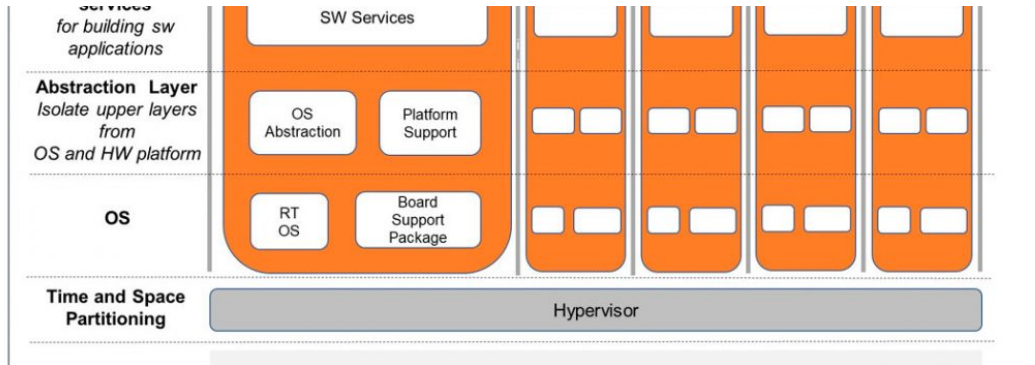 services
for building sw
applications
SW Services
Abstraction Layer
Isolate upper layers
from
OS and HW platform
OS
Abstraction
Platform
Support
OS
RT
OS
Board
Support
Package
Time and Space
Partitioning
Hypervisor